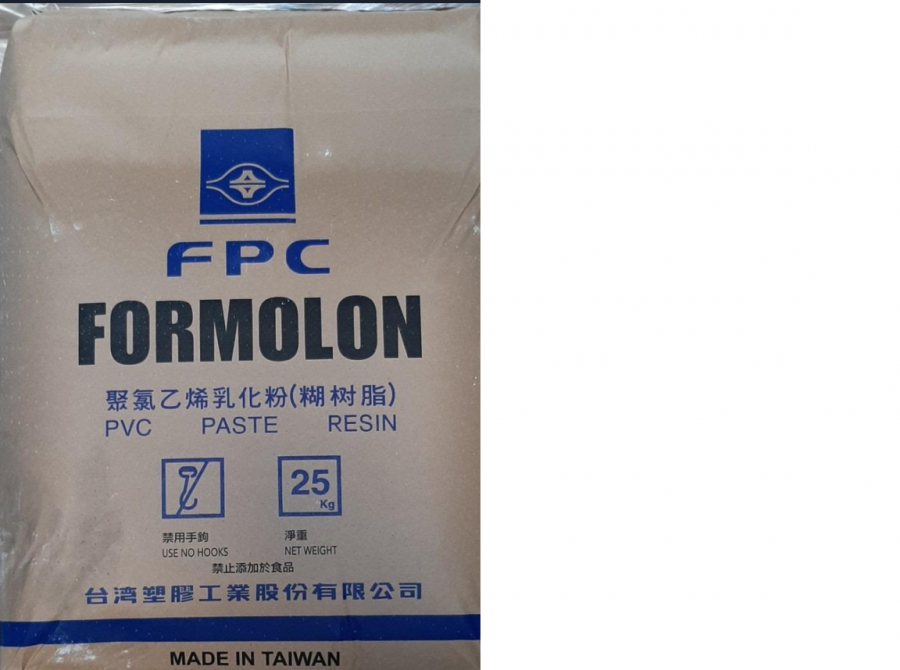 FPC
FORMOLON
聚氯乙烯乳化粉(糊树脂)
PVC PASTE RESIN
25
Kg
禁用手鉤 淨重
USE NO HOOKS NET WEIGHT
禁止添加於食品
台湾塑膠工業股份有限公司
MADE IN TAIWAN